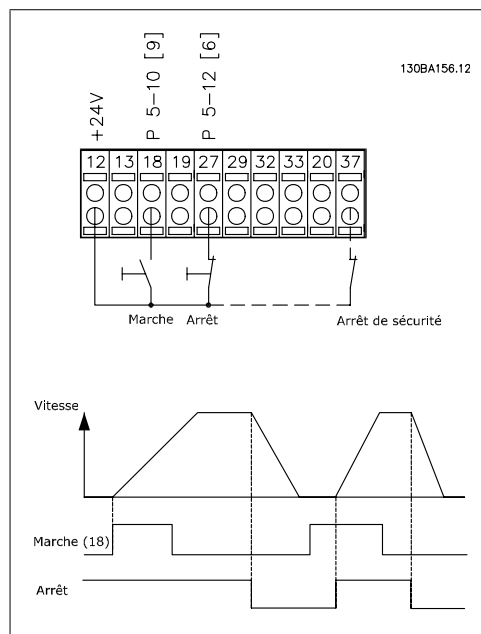 130BA156.12
+24V
P 5-10 [9]
P 5-12 [6]
12 13 18 19 27 29 32 33 20 37
Marche Arrêt Arrêt de sécurité
Vitesse
Marche (18)
Arrêt